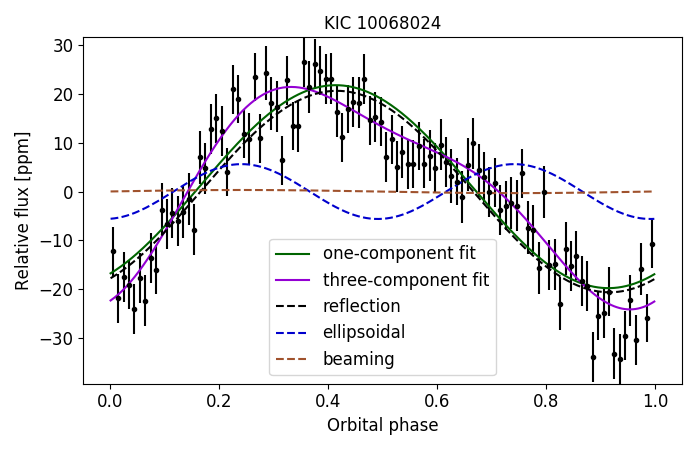 KIC 10068024
Relative flux [ppm]
30
20
10
0
−10
−20
−30
one-component fit
three-component fit
reflection
ellipsoidal
beaming
0.0 0.2 0.4 0.6 0.8 1.0
Orbital phase